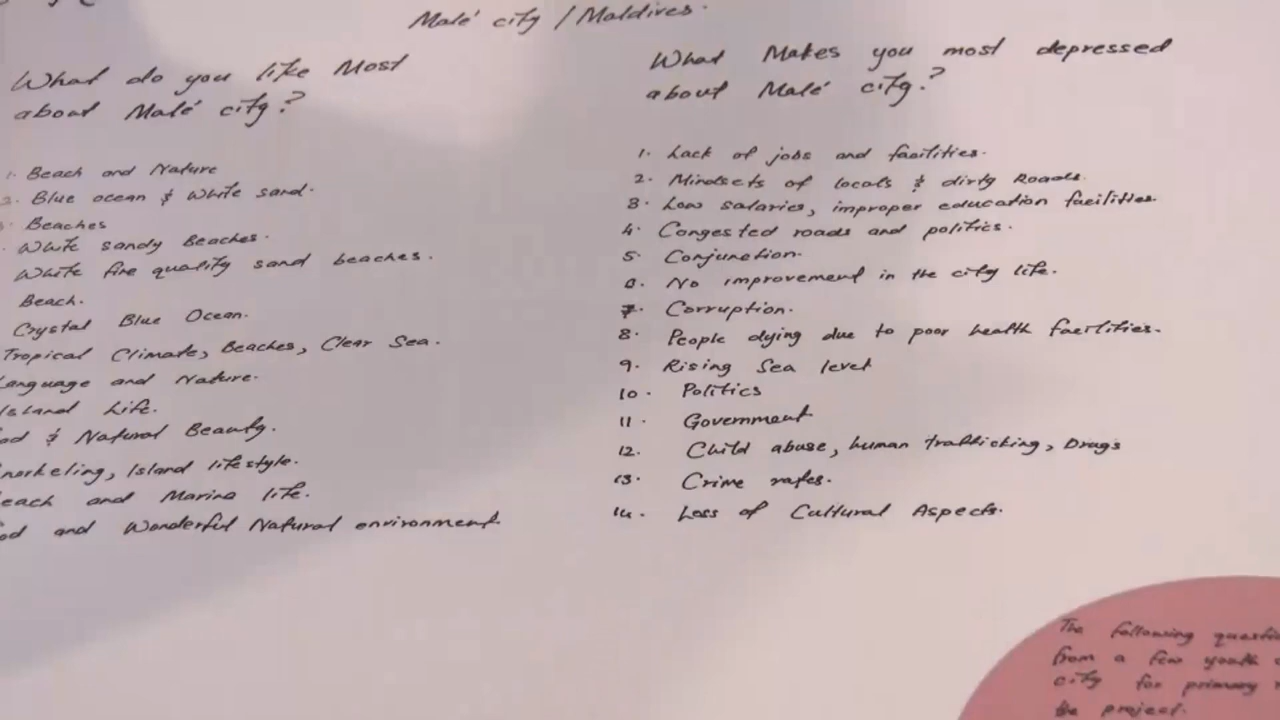 Malé city / Maldives.
What do you like Most
about Malé city?
1. Beach and Nature
2. Blue ocean & White sand.
3. Beaches
. White sandy Beaches.
White fine quality sand beaches.
Beach.
Crystal Blue Ocean.
Tropical Climate, Beaches, Clear Sea.
Language and Nature.
Island Life.
& Natural Beauty.
norkeling, Island lifestyle.
each and Marine life.
and Wonderful Natural environment.
What Makes you most depressed
about Malé city.?
1. Lack of jobs and facilities.
2. Mindsets of locals & dirty Roads.
3. Low salaries, improper education facilities.
4. Congested roads and politics.
5. Conjunction.
6. No improvement in the city life.
7. Corruption.
8. People dying due to poor health facilities.
9. Rising Sea level
10. Politics
11. Government
12. Child abuse, human trafficking, Drugs
13. Crime rates.
14. Loss of Cultural Aspects.
The following questio
from a few youth
city for primary
the project.